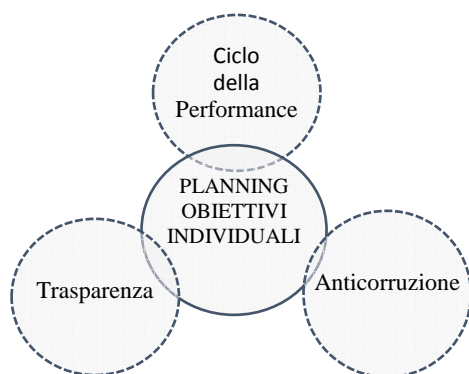 Ciclo
della
Performance
PLANNING
OBIETTIVI
INDIVIDUALI
Trasparenza
Anticorruzione